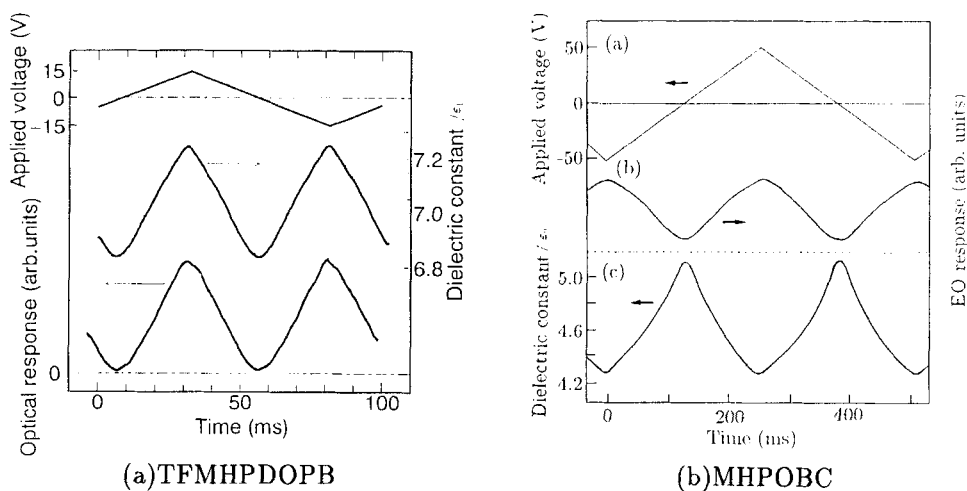 Applied voltage (V)
15
0
−15
Optical response (arb.units)
0
7.2
7.0
6.8
Dielectric constant /ε
0
50
100
Time (ms)
(a)TFMHPDOPB
Applied voltage (V)
50
0
-50
(a)
(b)
(c)
EO response (arb. units)
Dielectric constant / ε
5.0
4.6
4.2
0
200
400
Time (ms)
(b)MHPOBC